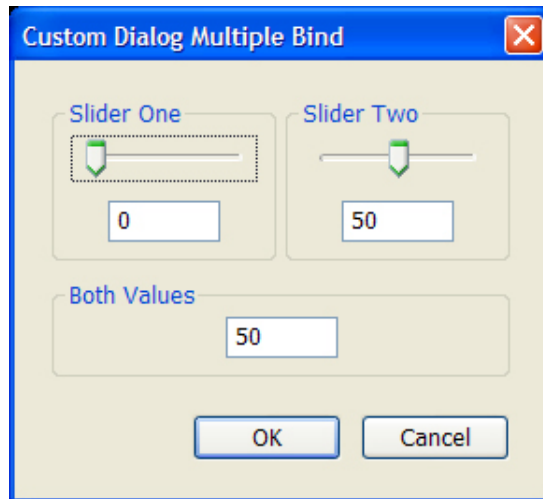 Custom Dialog Multiple Bind
Slider One
Slider Two
0
50
Both Values
50
OK
Cancel